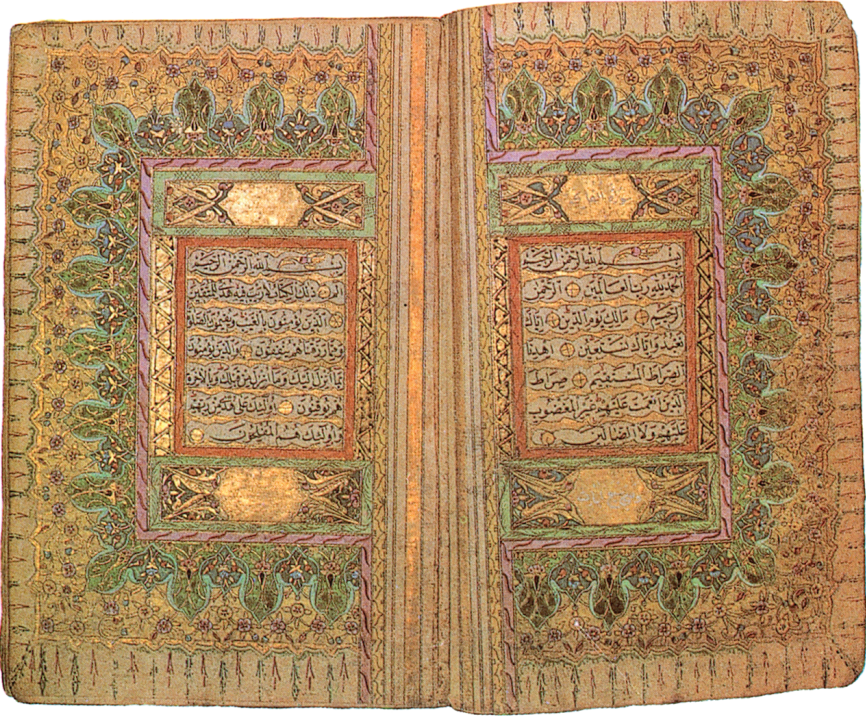 بسم الله الرحمن الرحيم
الحمد لله رب العالمين الرحمن
الرحيم مالك يوم الدين اياك
نعبد واياك نستعين اهدنا
الصراط المستقيم صراط
الذين انعمت عليهم غير المغضوب
عليهم ولا الضالين
بسم الله الرحمن الرحيم
الم ذلك الكتاب لا ريب فيه هدى للمتقين
الذين يؤمنون بالغيب ويقيمون الصلوة
ومما رزقناهم ينفقون والذين يؤمنون
بما انزل اليك وما انزل من قبلك وبالآخرة
هم يوقنون اولئك على هدى من ربهم
واولئك هم المفلحون